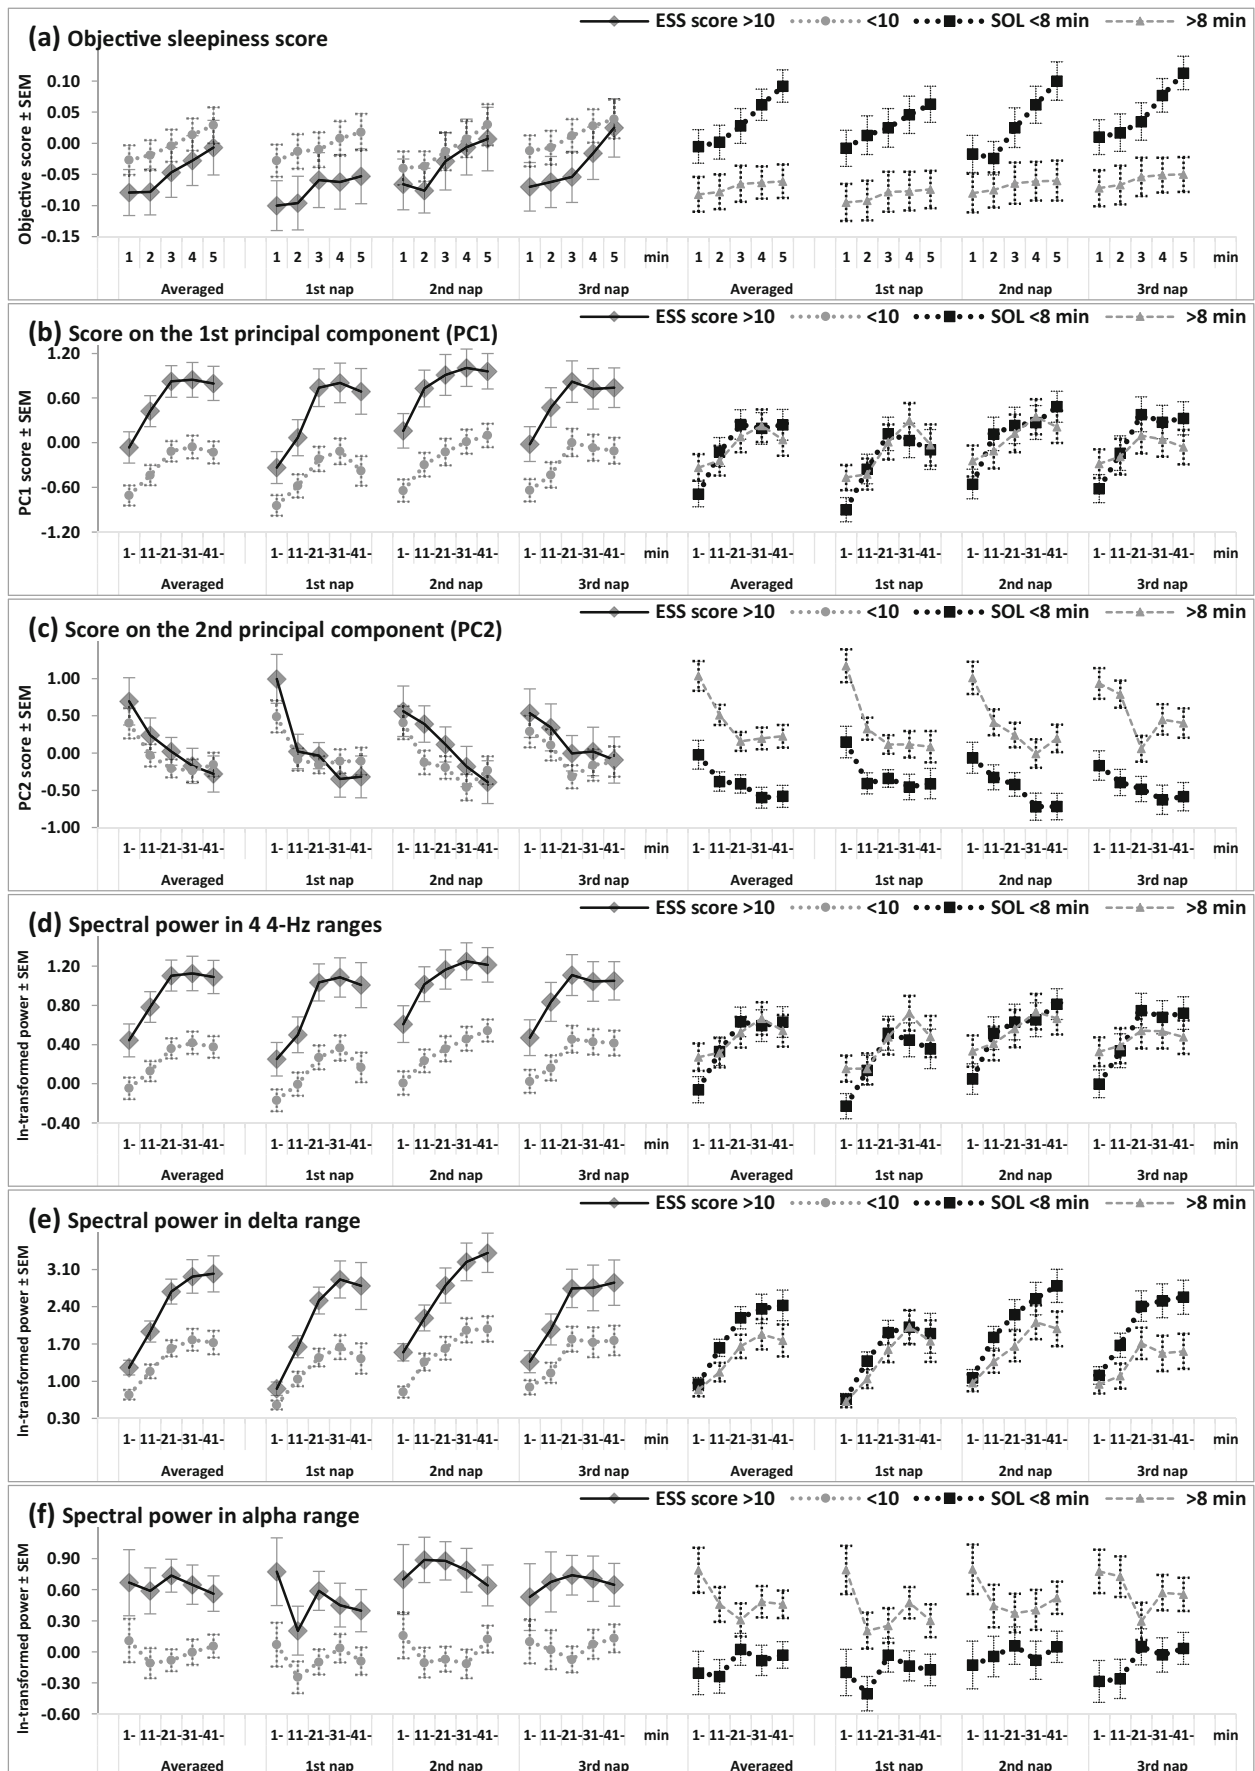 ESS score >10 <10 SOL <8 min >8 min
(a) Objective sleepiness score
Objective score ± SEM
0.10
0.05
0.00
-0.05
-0.10
-0.15
1 2 3 4 5 1 2 3 4 5 1 2 3 4 5 1 2 3 4 5 min 1 2 3 4 5 1 2 3 4 5 1 2 3 4 5 1 2 3 4 5 min
Averaged 1st nap 2nd nap 3rd nap Averaged 1st nap 2nd nap 3rd nap
ESS score >10 <10 SOL <8 min >8 min
(b) Score on the 1st principal component (PC1)
PC1 score ± SEM
1.20
0.60
0.00
-0.60
-1.20
1- 11-21-31-41- 1- 11-21-31-41- 1- 11-21-31-41- 1- 11-21-31-41- min 1- 11-21-31-41- 1- 11-21-31-41- 1- 11-21-31-41- 1- 11-21-31-41- min
Averaged 1st nap 2nd nap 3rd nap Averaged 1st nap 2nd nap 3rd nap
ESS score >10 <10 SOL <8 min >8 min
(c) Score on the 2nd principal component (PC2)
PC2 score ± SEM
1.00
0.50
0.00
-0.50
-1.00
1- 11-21-31-41- 1- 11-21-31-41- 1- 11-21-31-41- 1- 11-21-31-41- min 1- 11-21-31-41- 1- 11-21-31-41- 1- 11-21-31-41- 1- 11-21-31-41- min
Averaged 1st nap 2nd nap 3rd nap Averaged 1st nap 2nd nap 3rd nap
ESS score >10 <10 SOL <8 min >8 min
(d) Spectral power in 4 4-Hz ranges
ln-transformed power ± SEM
1.20
0.80
0.40
0.00
-0.40
1- 11-21-31-41- 1- 11-21-31-41- 1- 11-21-31-41- 1- 11-21-31-41- min 1- 11-21-31-41- 1- 11-21-31-41- 1- 11-21-31-41- 1- 11-21-31-41- min
Averaged 1st nap 2nd nap 3rd nap Averaged 1st nap 2nd nap 3rd nap
ESS score >10 <10 SOL <8 min >8 min
(e) Spectral power in delta range
ln-transformed power ± SEM
3.10
2.40
1.70
1.00
0.30
1- 11-21-31-41- 1- 11-21-31-41- 1- 11-21-31-41- 1- 11-21-31-41- min 1- 11-21-31-41- 1- 11-21-31-41- 1- 11-21-31-41- 1- 11-21-31-41- min
Averaged 1st nap 2nd nap 3rd nap Averaged 1st nap 2nd nap 3rd nap
ESS score >10 <10 SOL <8 min >8 min
(f) Spectral power in alpha range
ln-transformed power ± SEM
0.90
0.60
0.30
0.00
-0.30
-0.60
1- 11-21-31-41- 1- 11-21-31-41- 1- 11-21-31-41- 1- 11-21-31-41- min 1- 11-21-31-41- 1- 11-21-31-41- 1- 11-21-31-41- 1- 11-21-31-41- min
Averaged 1st nap 2nd nap 3rd nap Averaged 1st nap 2nd nap 3rd nap